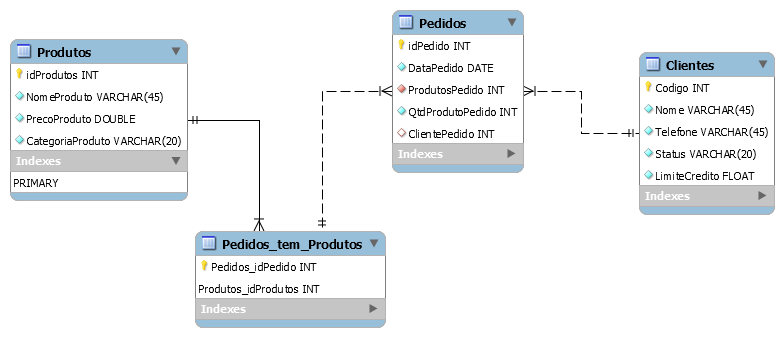 Produtos
idProdutos INT
NomeProduto VARCHAR(45)
PrecoProduto DOUBLE
CategoriaProduto VARCHAR(20)
Indexes
PRIMARY
Pedidos
idPedido INT
DataPedido DATE
ProdutosPedido INT
QtdProdutoPedido INT
ClientePedido INT
Indexes
Clientes
Codigo INT
Nome VARCHAR(45)
Telefone VARCHAR(45)
Status VARCHAR(20)
LimiteCredito FLOAT
Indexes
Pedidos_tem_Produtos
Pedidos_idPedido INT
Produtos_idProdutos INT
Indexes